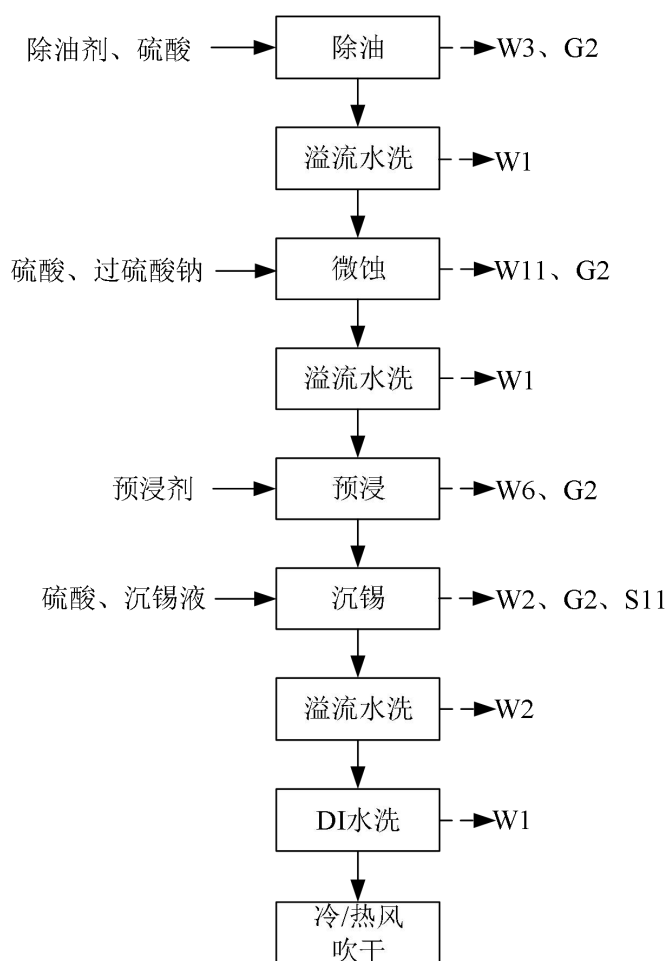 除油剂、硫酸
除油
W3、G2
溢流水洗
W1
硫酸、过硫酸钠
微蚀
W11、G2
溢流水洗
W1
预浸剂
预浸
W6、G2
硫酸、沉锡液
沉锡
W2、G2、S11
溢流水洗
W2
DI水洗
W1
冷/热风
吹干